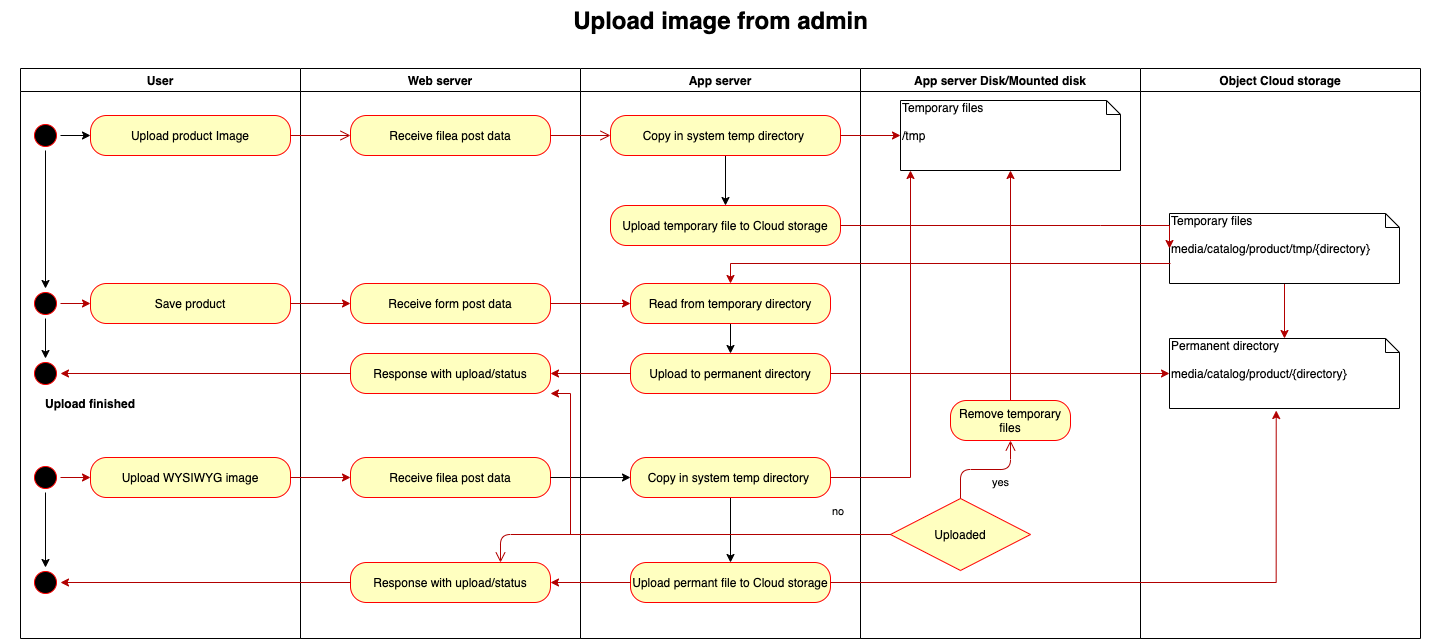 Upload image from admin
User
Web server
App server
App server Disk/Mounted disk
Object Cloud storage
Temporary files
/tmp
Upload product Image
Receive filea post data
Copy in system temp directory
Upload temporary file to Cloud storage
Temporary files
media/catalog/product/tmp/{directory}
Save product
Receive form post data
Read from temporary directory
Permanent directory
media/catalog/product/{directory}
Response with upload/status
Upload to permanent directory
Upload finished
Remove temporary
files
Upload WYSIWYG image
Receive filea post data
Copy in system temp directory
yes
no
Uploaded
Response with upload/status
Upload permant file to Cloud storage